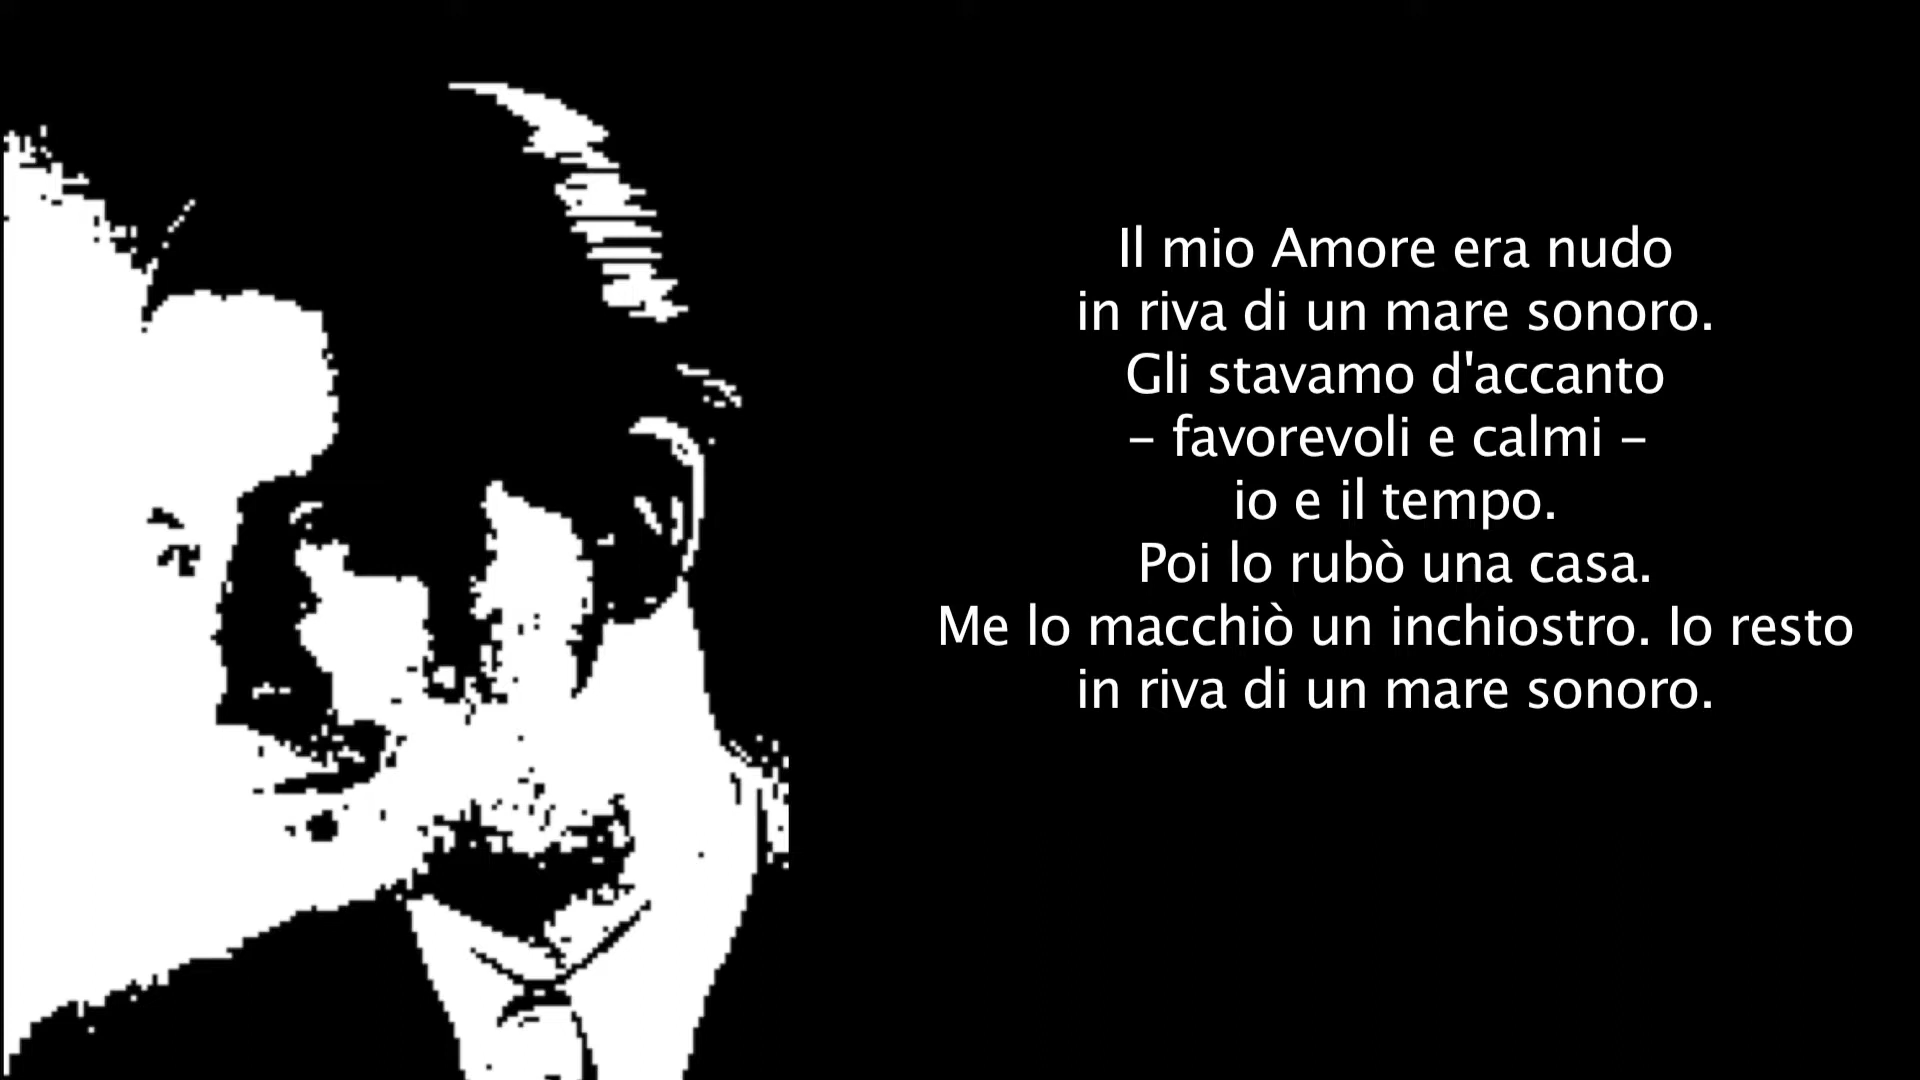 Il mio Amore era nudo
in riva di un mare sonoro.
Gli stavamo d'accanto
– favorevoli e calmi –
io e il tempo.
Poi lo rubò una casa.
Me lo macchiò un inchiostro. Io resto
in riva di un mare sonoro.